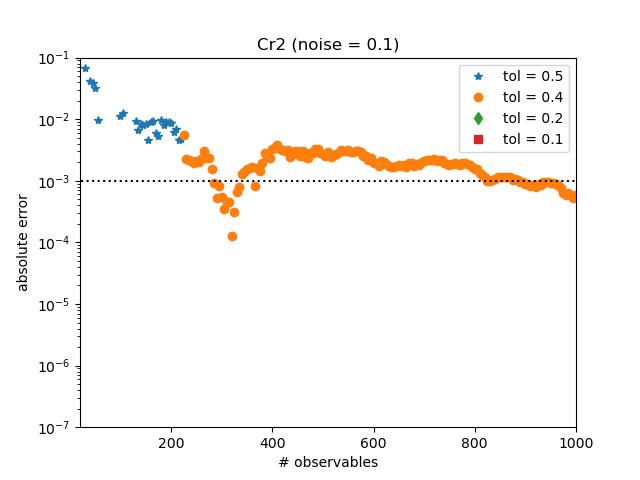 Cr2 (noise = 0.1)
tol = 0.5
tol = 0.4
tol = 0.2
tol = 0.1
absolute error
10⁻¹
10⁻²
10⁻³
10⁻⁴
10⁻⁵
10⁻⁶
10⁻⁷
200 400 600 800 1000
# observables